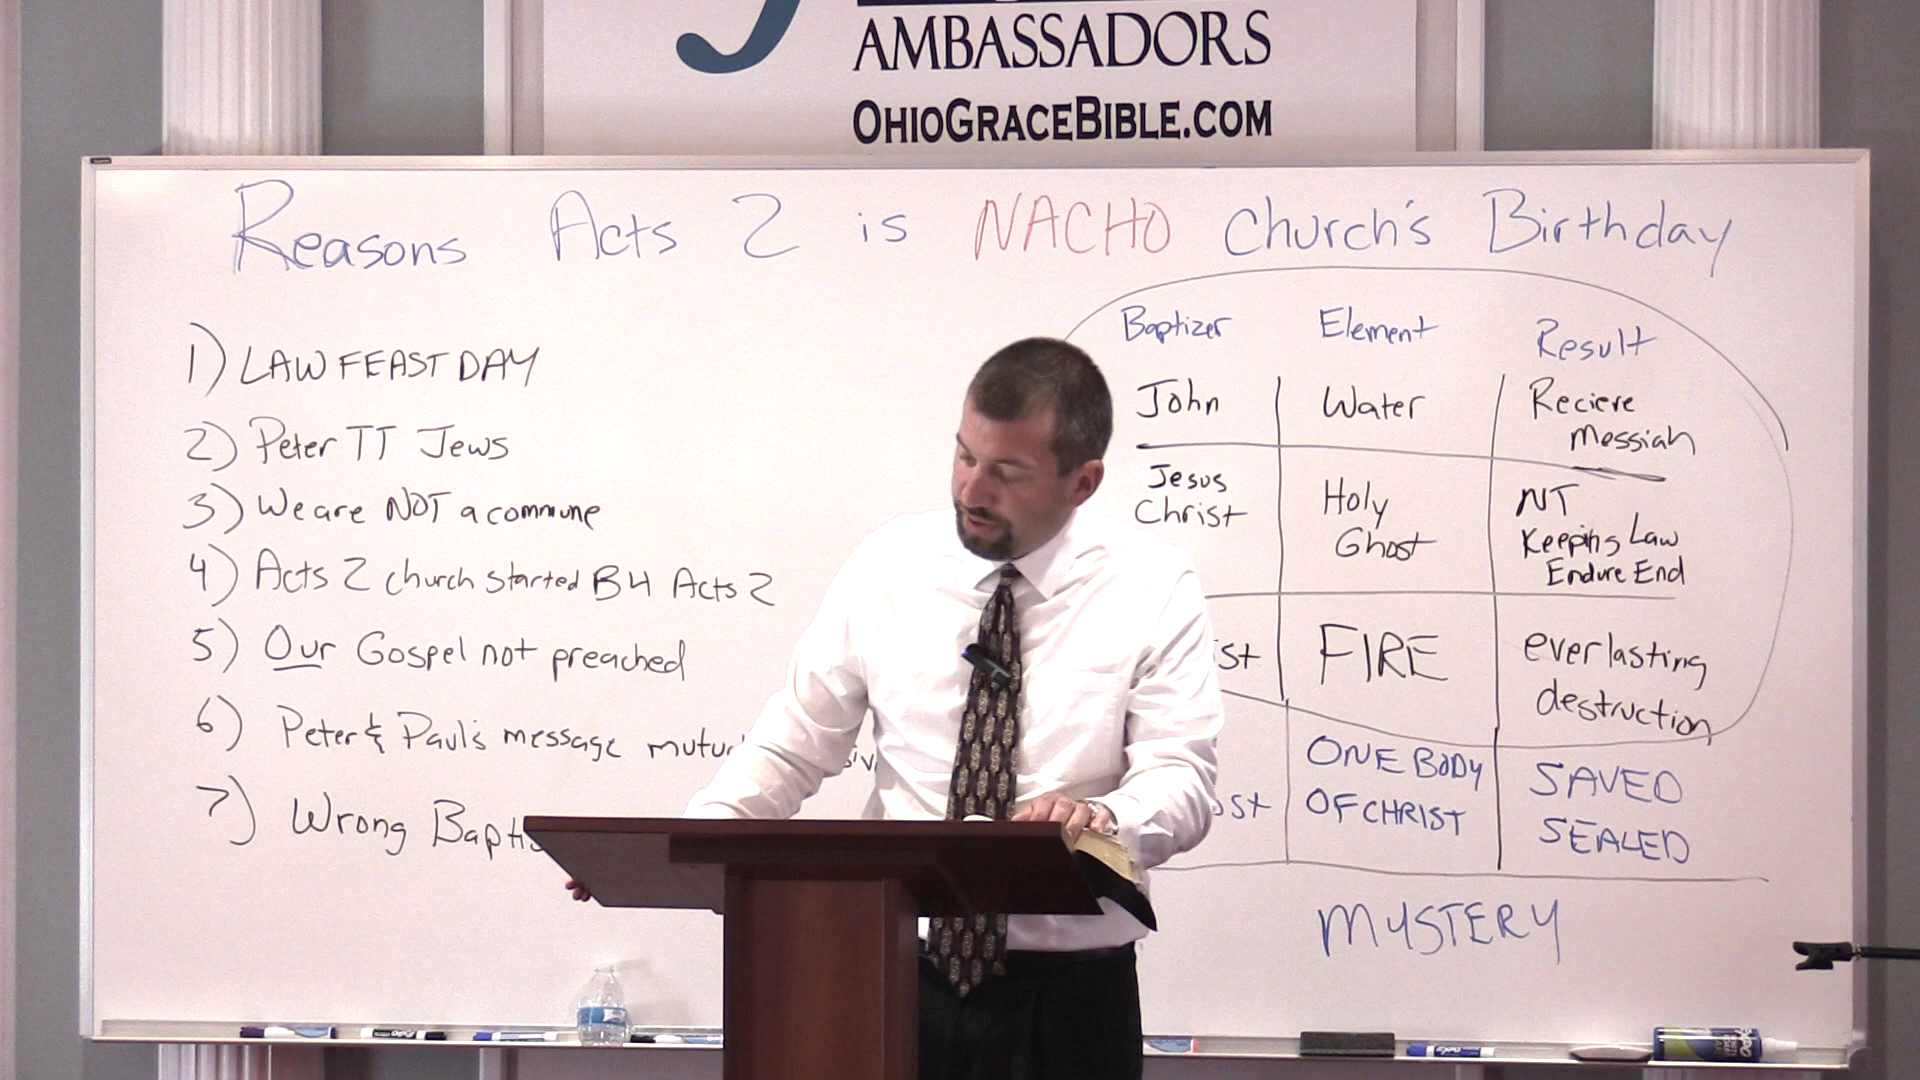 AMBASSADORS
OHIOGRACEBIBLE.COM
Reasons Acts 2 is NACHO Church's Birthday
1) LAW FEAST DAY
2) Peter TT Jews
3) We are NOT a commune
4) Acts 2 church started B4 Acts 2
5) Our Gospel not preached
6) Peter & Paul's message
7) Wrong
Baptizer Element Result
John Water Reciere
Messiah
Jesus
Christ
Holy
Ghost
NT
Keeping Law
Endure End
FIRE
everlasting
destruction
ONE BODY
OF CHRIST
SAVED
SEALED
MYSTERY
EXPO